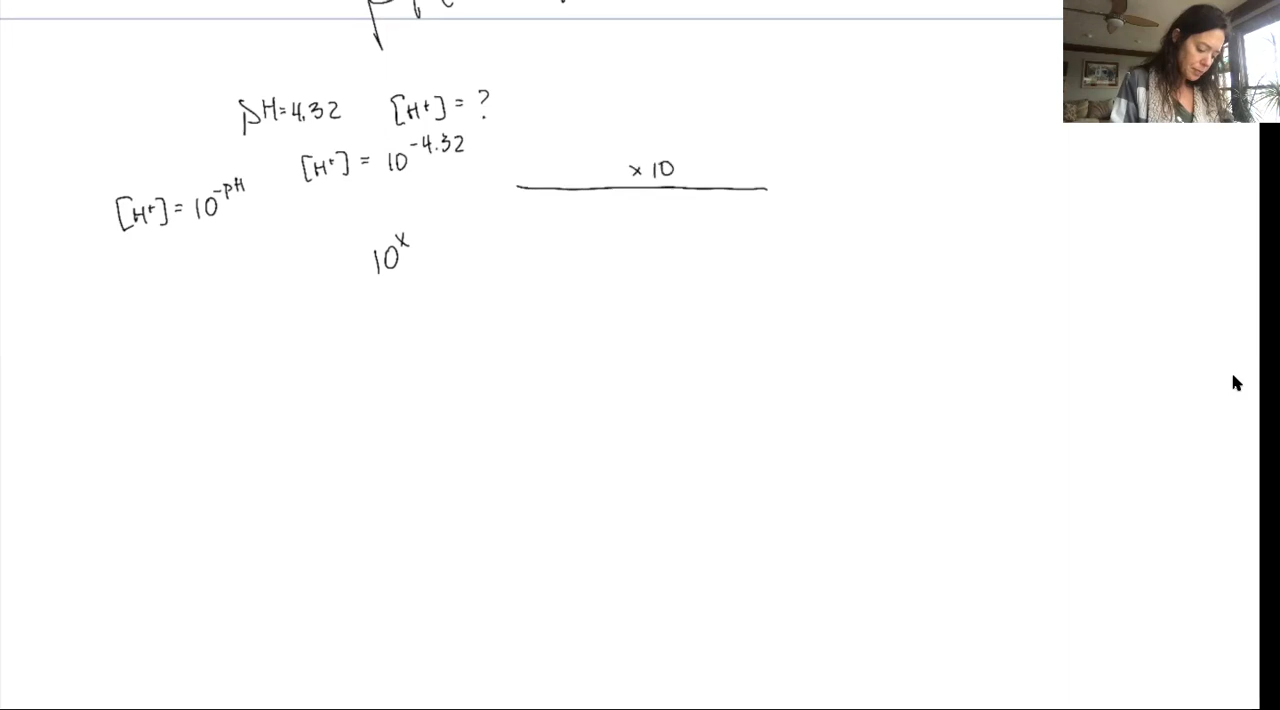 pH=4.32 [H⁺] = ?
[H⁺] = 10^-4.32
x 10
[H⁺] = 10^-pH
10^x